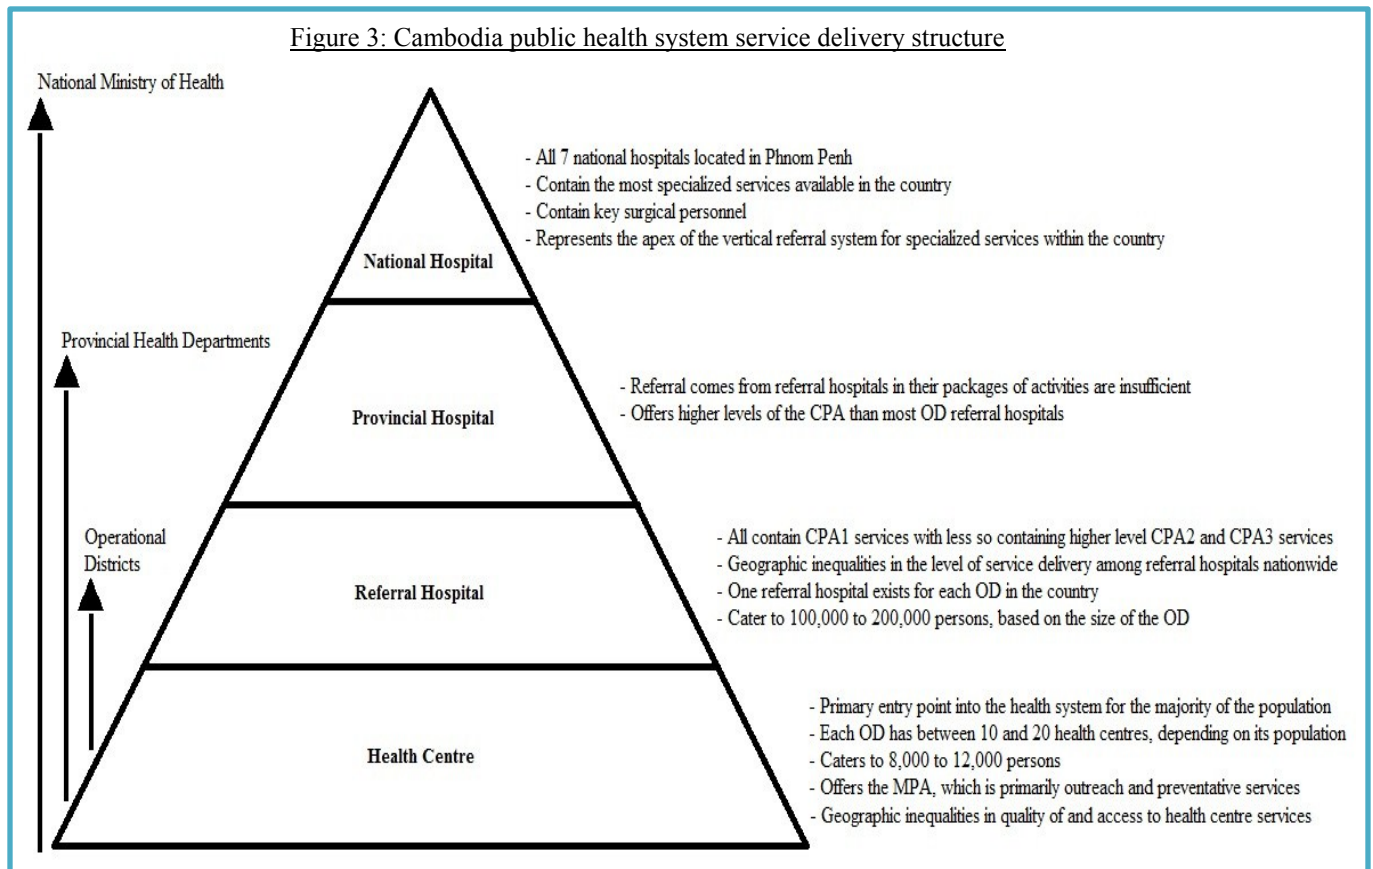 Figure 3: Cambodia public health system service delivery structure
National Ministry of Health
- All 7 national hospitals located in Phnom Penh
- Contain the most specialized services available in the country
- Contain key surgical personnel
- Represents the apex of the vertical referral system for specialized services within the country
National Hospital
Provincial Health Departments
- Referral comes from referral hospitals in their packages of activities are insufficient
- Offers higher levels of the CPA than most OD referral hospitals
Provincial Hospital
Operational
Districts
- All contain CPA1 services with less so containing higher level CPA2 and CPA3 services
- Geographic inequalities in the level of service delivery among referral hospitals nationwide
- One referral hospital exists for each OD in the country
- Cater to 100,000 to 200,000 persons, based on the size of the OD
Referral Hospital
- Primary entry point into the health system for the majority of the population
- Each OD has between 10 and 20 health centres, depending on its population
- Caters to 8,000 to 12,000 persons
- Offers the MPA, which is primarily outreach and preventative services
- Geographic inequalities in quality of and access to health centre services
Health Centre